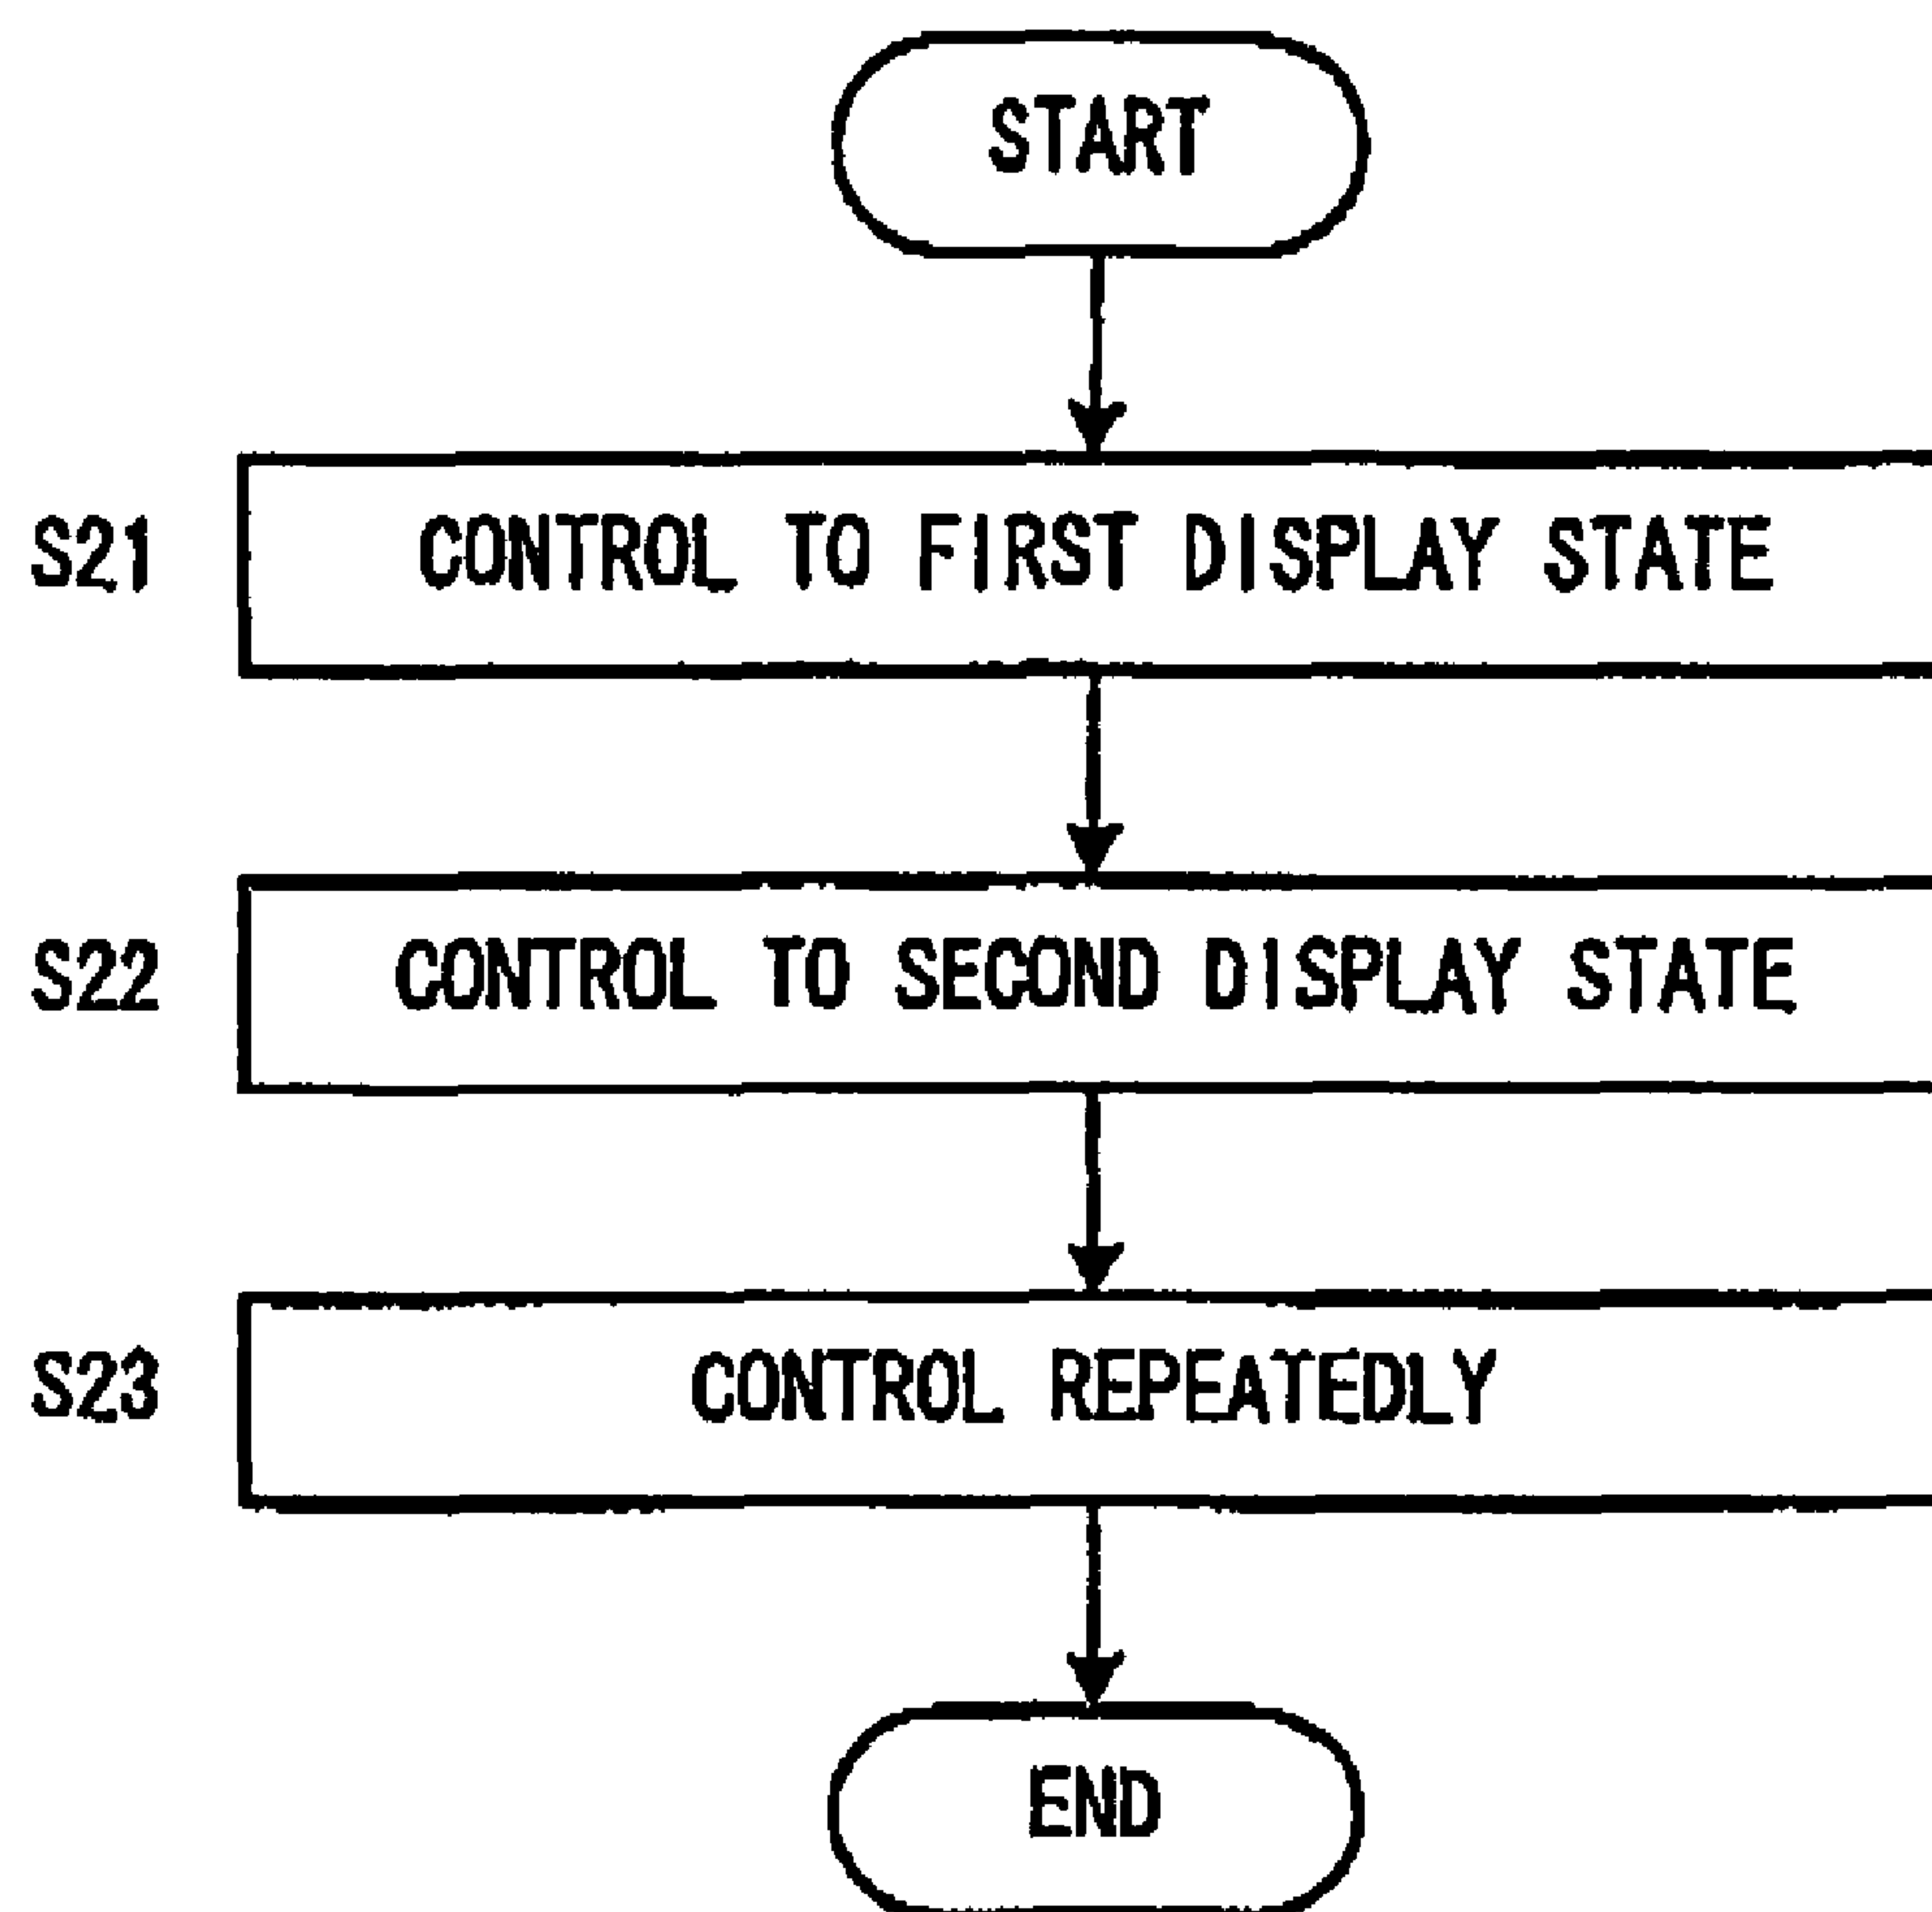 START
S21 CONTROL TO FIRST DISPLAY STATE
S22 CONTROL TO SECOND DISPLAY STATE
S23 CONTROL REPEATEDLY
END